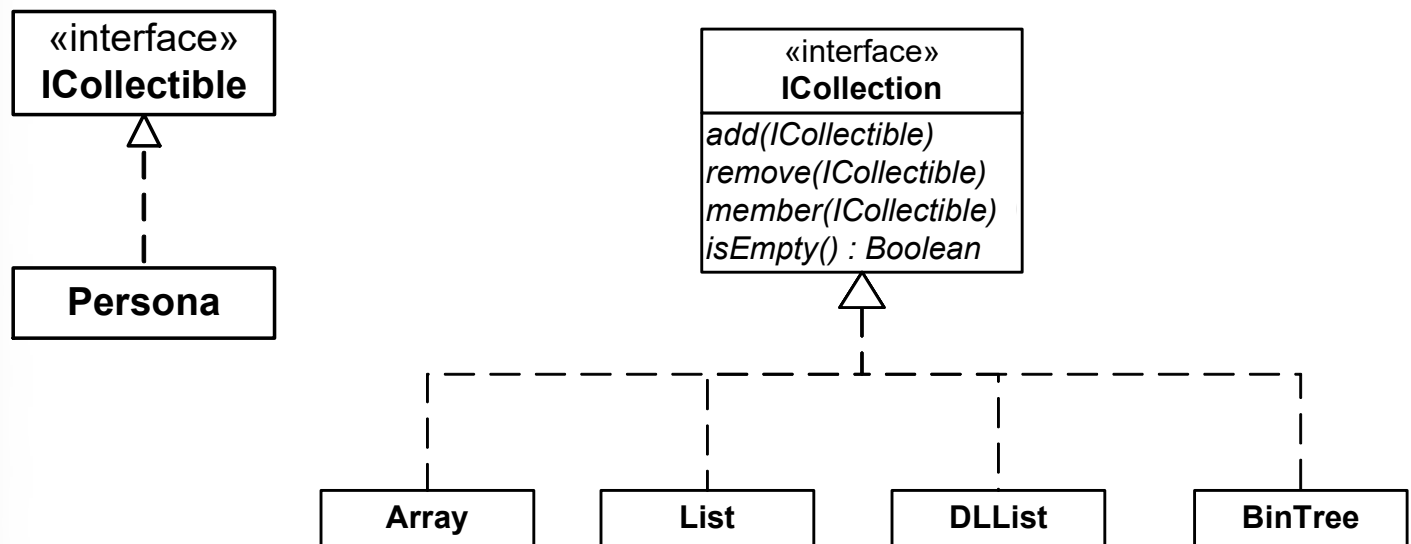 «interface»
ICollectible
Persona
«interface»
ICollection
add(ICollectible)
remove(ICollectible)
member(ICollectible)
isEmpty() : Boolean
Array
List
DLList
BinTree